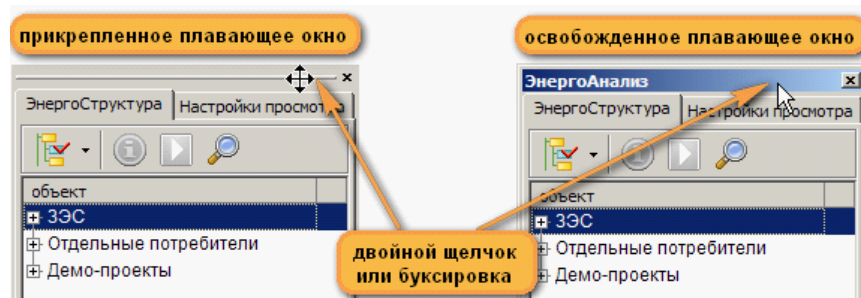 прикрепленное плавающее окно
освобожденное плавающее окно
ЭнергоАнализ
ЭнергоСтруктура Настройки просмотра
ЭнергоСтруктура Настройки просмотра
объект
объект
ЗЭС
ЗЭС
Отдельные потребители
Отдельные потребители
Демо-проекты
Демо-проекты
двойной щелчок
или буксировка